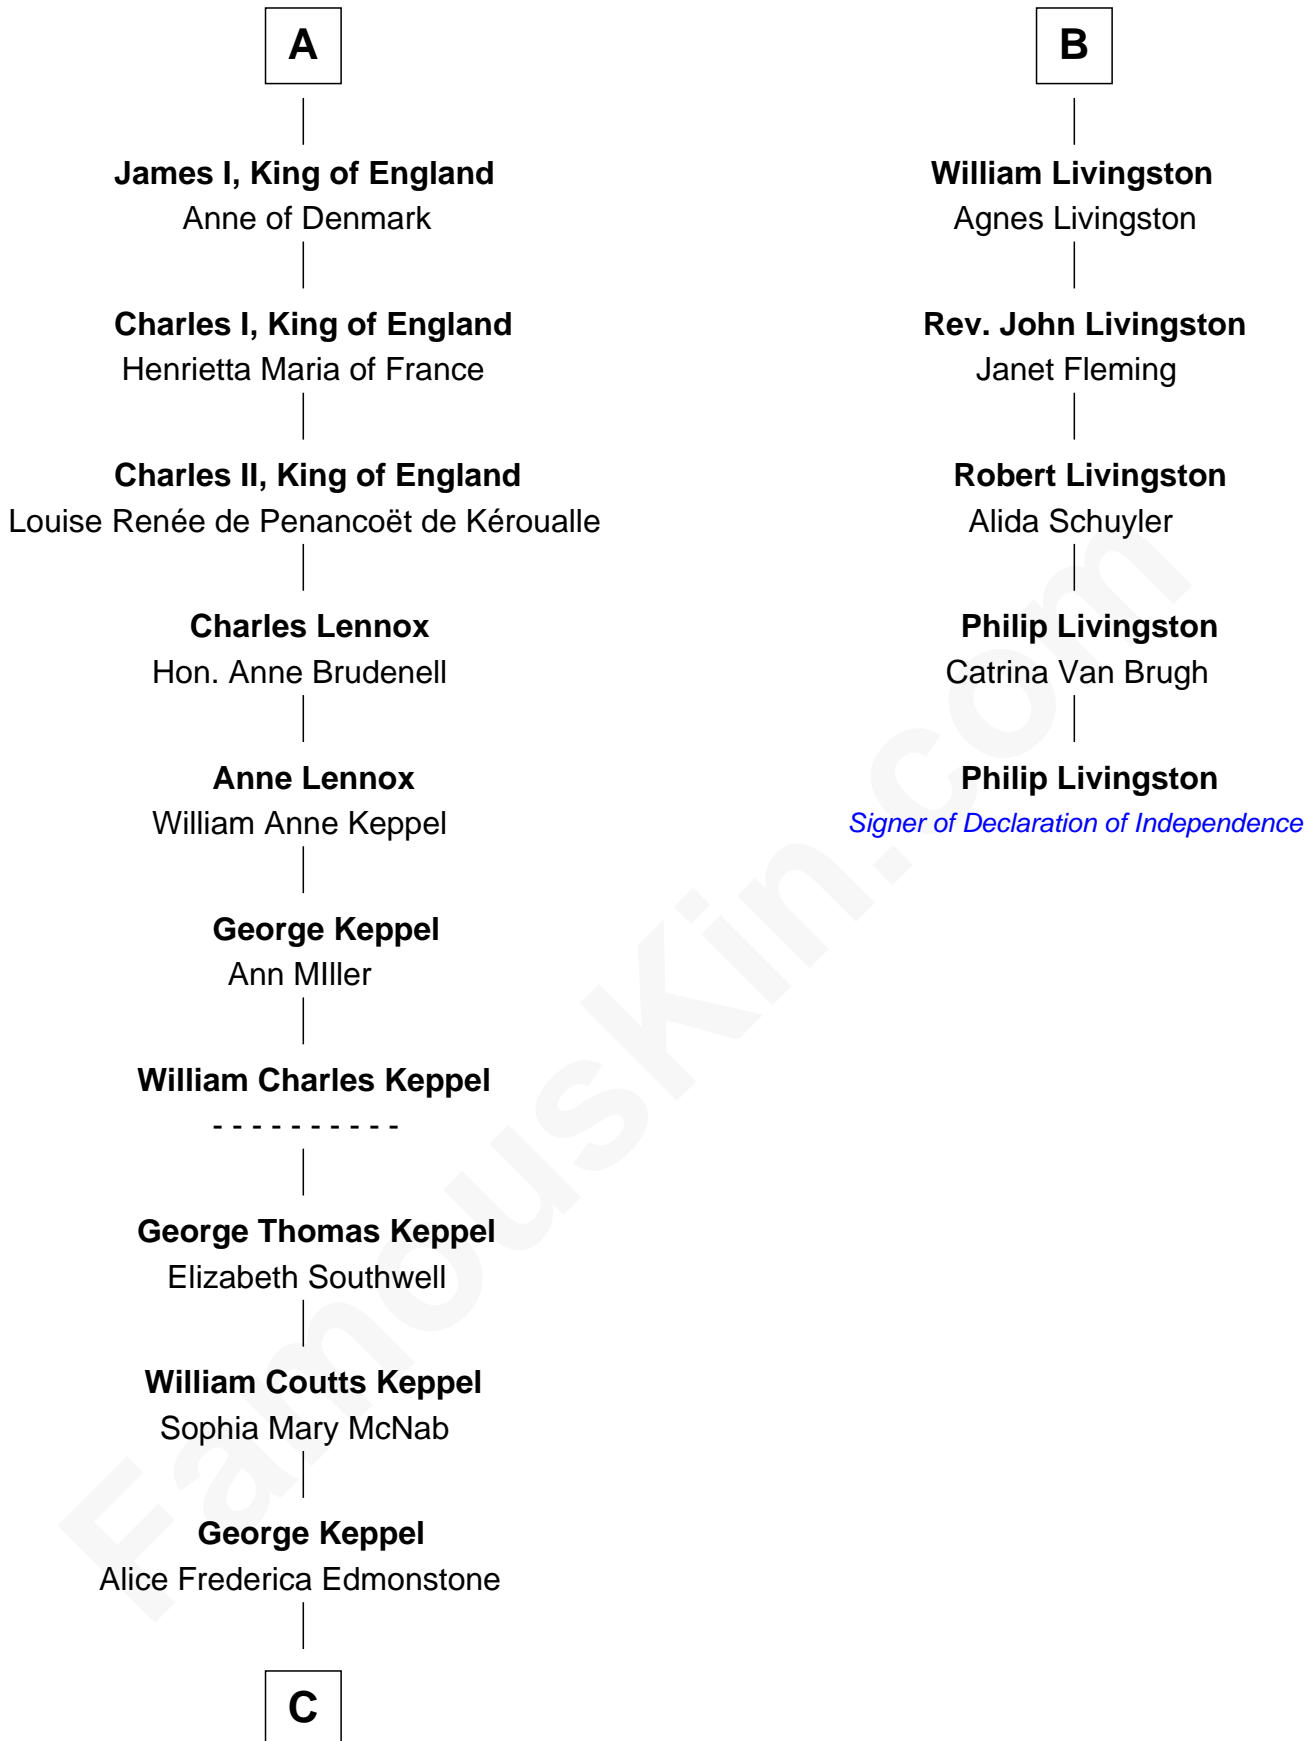 A
James I, King of England
Anne of Denmark
Charles I, King of England
Henrietta Maria of France
Charles II, King of England
Louise Renée de Penancoët de Kéroualle
Charles Lennox
Hon. Anne Brudenell
Anne Lennox
William Anne Keppel
George Keppel
Ann MIller
William Charles Keppel
- - - - - - - - - -
George Thomas Keppel
Elizabeth Southwell
William Coutts Keppel
Sophia Mary McNab
George Keppel
Alice Frederica Edmonstone
C
B
William Livingston
Agnes Livingston
Rev. John Livingston
Janet Fleming
Robert Livingston
Alida Schuyler
Philip Livingston
Catrina Van Brugh
Philip Livingston
Signer of Declaration of Independence
FamousKin.com